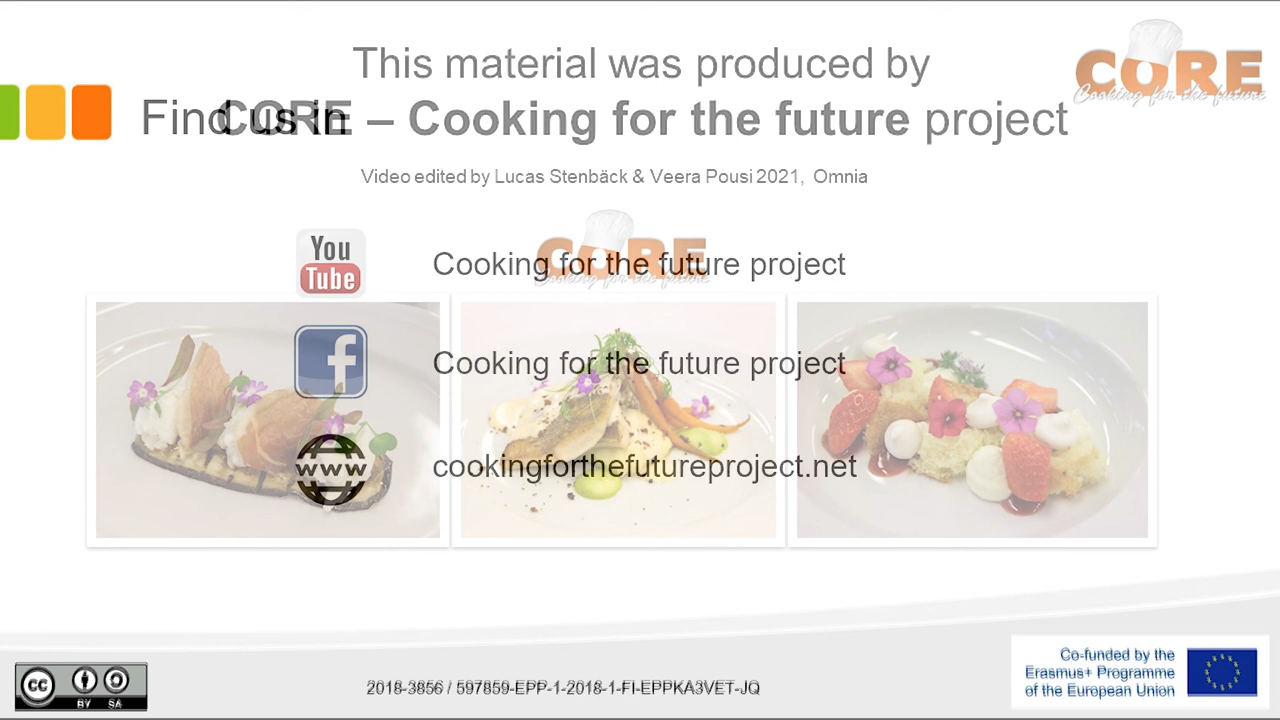 This material was produced by
CORE – Cooking for the future project
Find us in
Video edited by Lucas Stenbäck & Veera Pousi 2021, Omnia
CORE
Cooking for the future
CORE
Cooking for the future
You
Tube
Cooking for the future project
f
Cooking for the future project
www
cookingforthefutureproject.net
cc
BY SA
2018-3856 / 597859-EPP-1-2018-1-FI-EPPKA3VET-JQ
Co-funded by the
Erasmus+ Programme
of the European Union